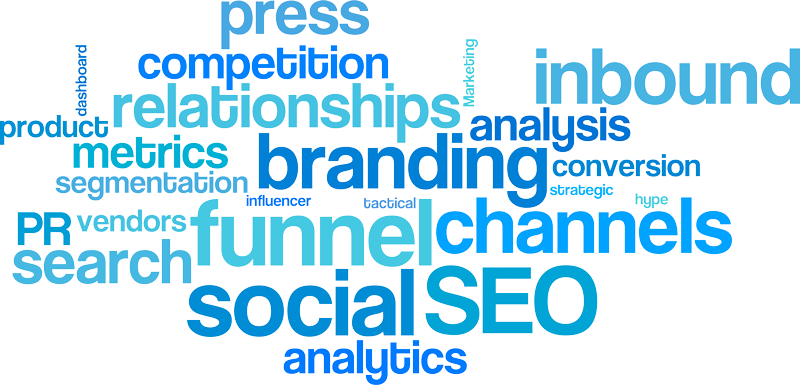 press
competition
dashboard
Marketing
inbound
relationships
product
analysis
metrics
branding
conversion
segmentation
strategic
influencer
tactical
hype
PR
vendors
funnel
channels
search
social
SEO
analytics